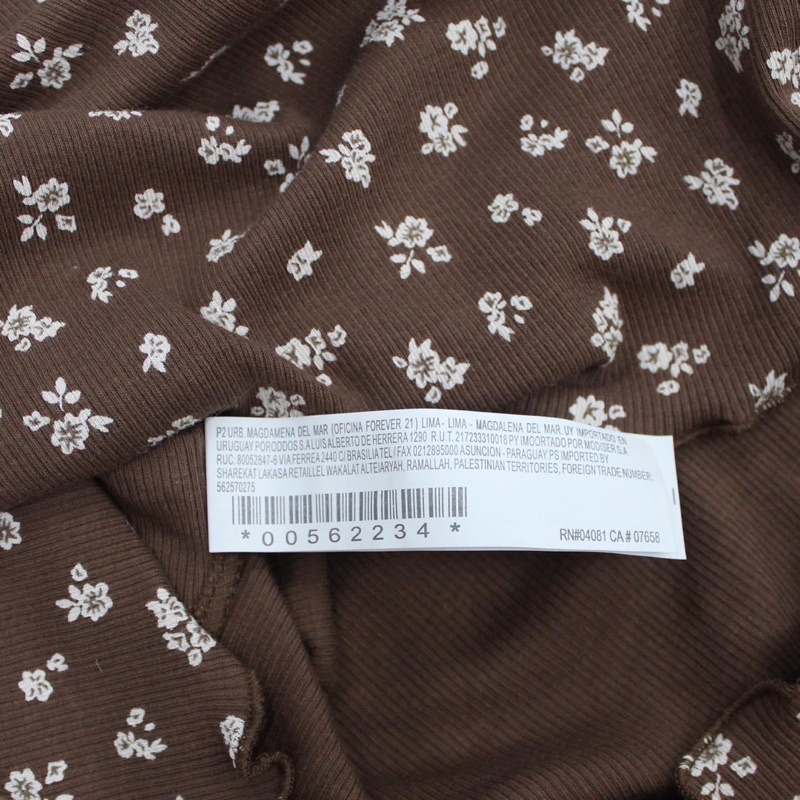 P2 URB. MAGDAMENA DEL MAR (OFICINA FOREVER 21) LIMA- LIMA - MAGDALENA DEL MAR. UY IMPORTADO EN
URUGUAY PORODDOS S.A LUIS ALBERTO DE HERRERA 1290 R.U.T. 217233310018 PY IMOORTADO POR MODISER S.A
RUC: 80052847-6 VIA FERREA 2440 C/ BRASILIA TEL / FAX 0212895000 ASUNCION - PARAGUAY PS IMPORTED BY
SHAREKAT LAKASA RETAILLEL WAKALAT ALTEIARYAH, RAMALLAH, PALESTINIAN TERRITORIES, FOREIGN TRADE NUMBER:
562570275
*00562234*
RN#04081 CA# 07658